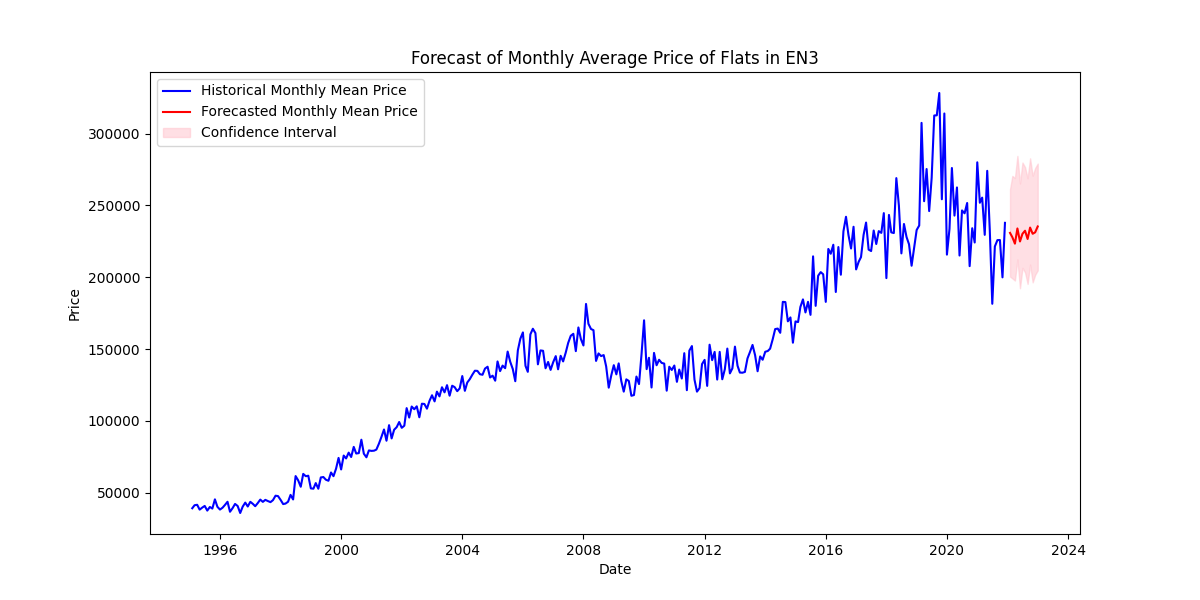 Forecast of Monthly Average Price of Flats in EN3
Historical Monthly Mean Price
Forecasted Monthly Mean Price
Confidence Interval
Price
300000
250000
200000
150000
100000
50000
1996 2000 2004 2008 2012 2016 2020 2024
Date